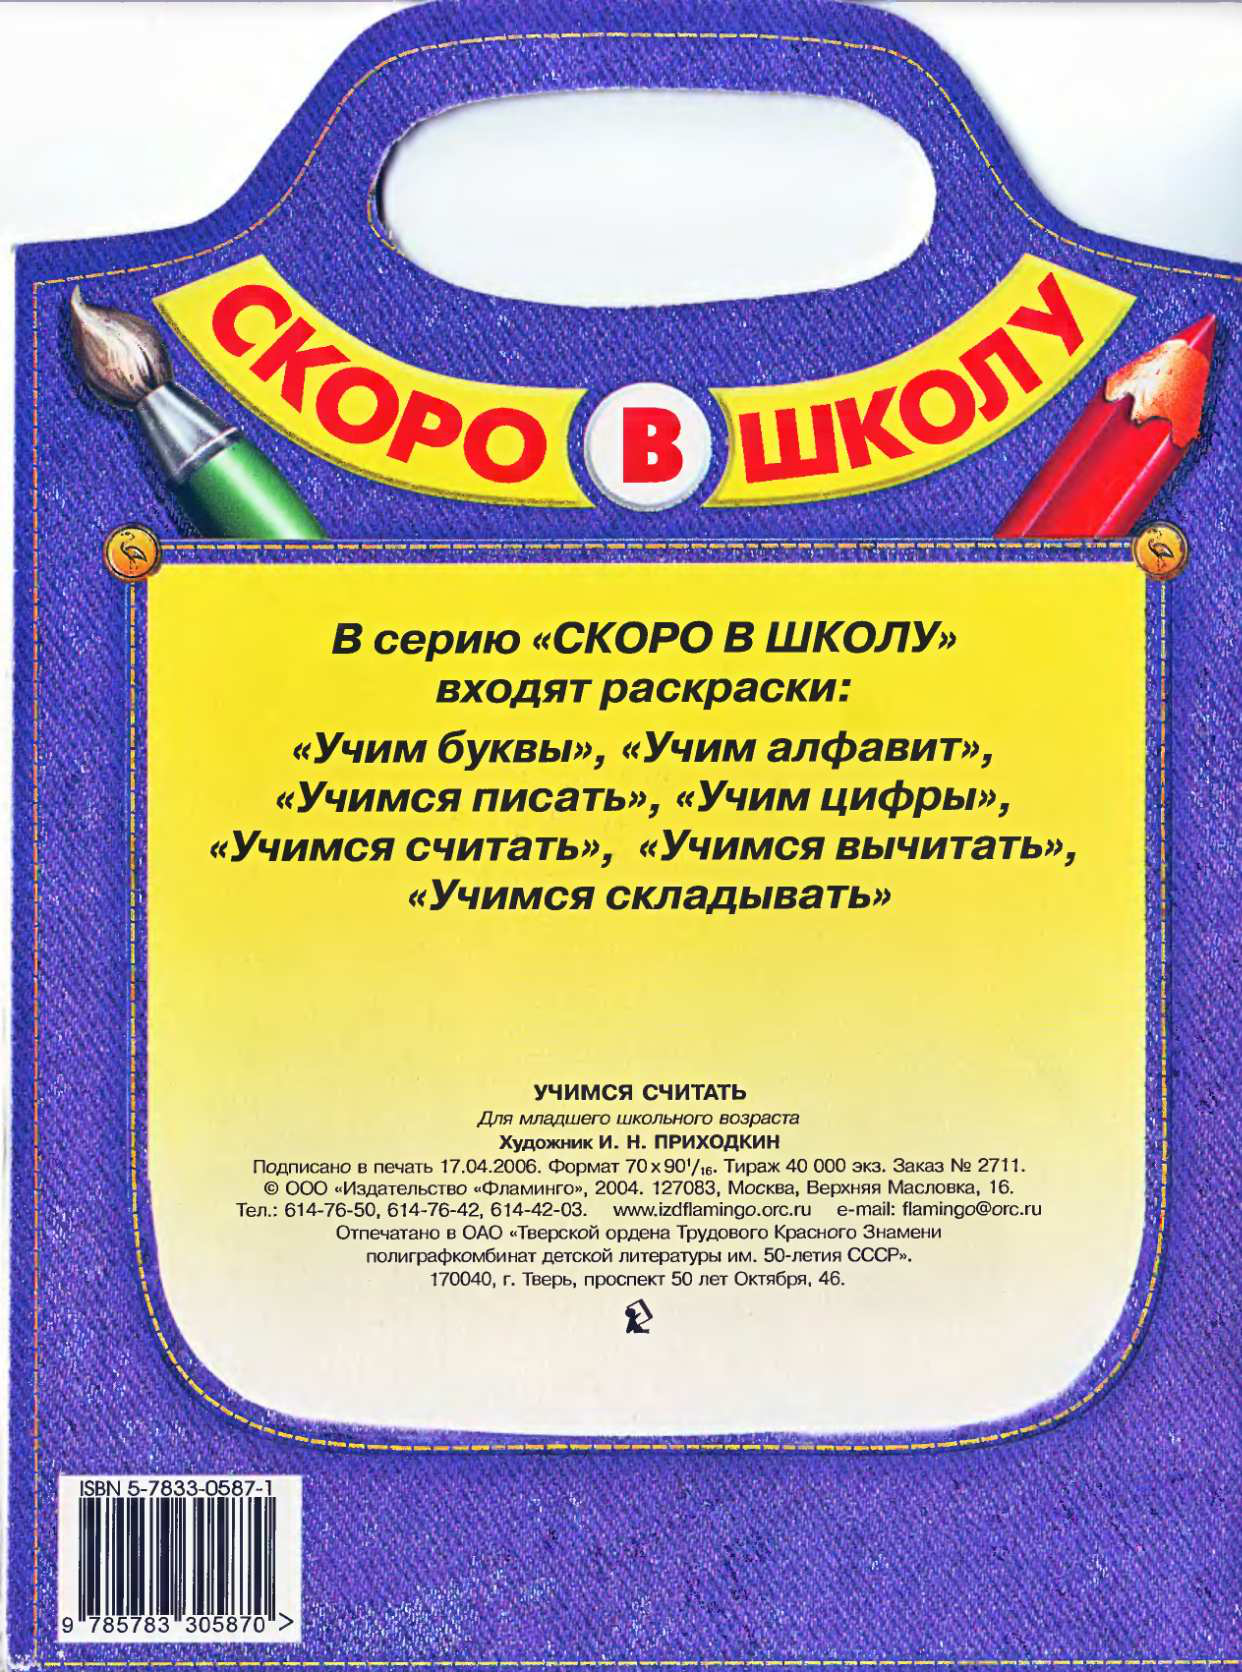 СКОРО В ШКОЛУ
В серию «СКОРО В ШКОЛУ»
входят раскраски:
«Учим буквы», «Учим алфавит»,
«Учимся писать», «Учим цифры»,
«Учимся считать», «Учимся вычитать»,
«Учимся складывать»
УЧИМСЯ СЧИТАТЬ
Для младшего школьного возраста
Художник И. Н. ПРИХОДКИН
Подписано в печать 17.04.2006. Формат 70х90¹/₁₆. Тираж 40 000 экз. Заказ № 2711.
© ООО «Издательство «Фламинго», 2004. 127083, Москва, Верхняя Масловка, 16.
Тел.: 614-76-50, 614-76-42, 614-42-03. www.izdflamingo.orc.ru e-mail: flamingo@orc.ru
Отпечатано в ОАО «Тверской ордена Трудового Красного Знамени
полиграфкомбинат детской литературы им. 50-летия СССР».
170040, г. Тверь, проспект 50 лет Октября, 46.
ISBN 5-7833-0587-1
9 785783 305870 >